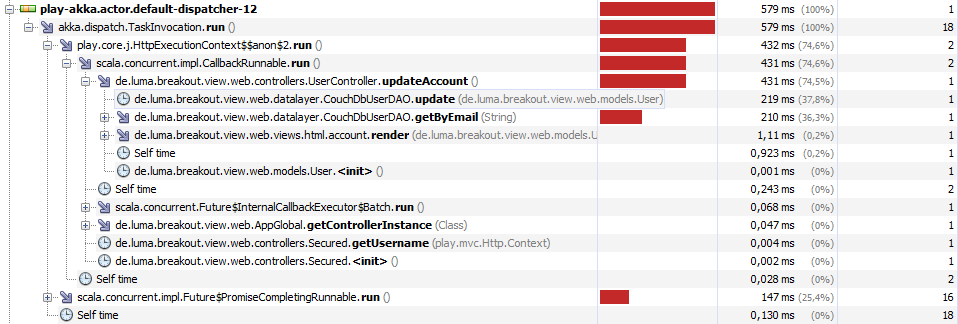 play-akka.actor.default-dispatcher-12 579 ms (100%) 1
akka.dispatch.TaskInvocation.run () 579 ms (100%) 18
play.core.j.HttpExecutionContext$$anon$2.run () 432 ms (74,6%) 2
scala.concurrent.impl.CallbackRunnable.run () 431 ms (74,6%) 2
de.luma.breakout.view.web.controllers.UserController.updateAccount () 431 ms (74,5%) 1
de.luma.breakout.view.web.datalayer.CouchDbUserDAO.update (de.luma.breakout.view.web.models.User) 219 ms (37,8%) 1
de.luma.breakout.view.web.datalayer.CouchDbUserDAO.getByEmail (String) 210 ms (36,3%) 1
de.luma.breakout.view.web.views.html.account.render (de.luma.breakout.view.web.models.U 1,11 ms (0,2%) 1
Self time 0,923 ms (0,2%) 1
de.luma.breakout.view.web.models.User.<init> () 0,001 ms (0%) 1
Self time 0,243 ms (0%) 2
scala.concurrent.Future$InternalCallbackExecutor$Batch.run () 0,068 ms (0%) 1
de.luma.breakout.view.web.AppGlobal.getControllerInstance (Class) 0,047 ms (0%) 1
de.luma.breakout.view.web.controllers.Secured.getUsername (play.mvc.Http.Context) 0,004 ms (0%) 1
de.luma.breakout.view.web.controllers.Secured.<init> () 0,002 ms (0%) 1
Self time 0,028 ms (0%) 2
scala.concurrent.impl.Future$PromiseCompletingRunnable.run () 147 ms (25,4%) 16
Self time 0,130 ms (0%) 18